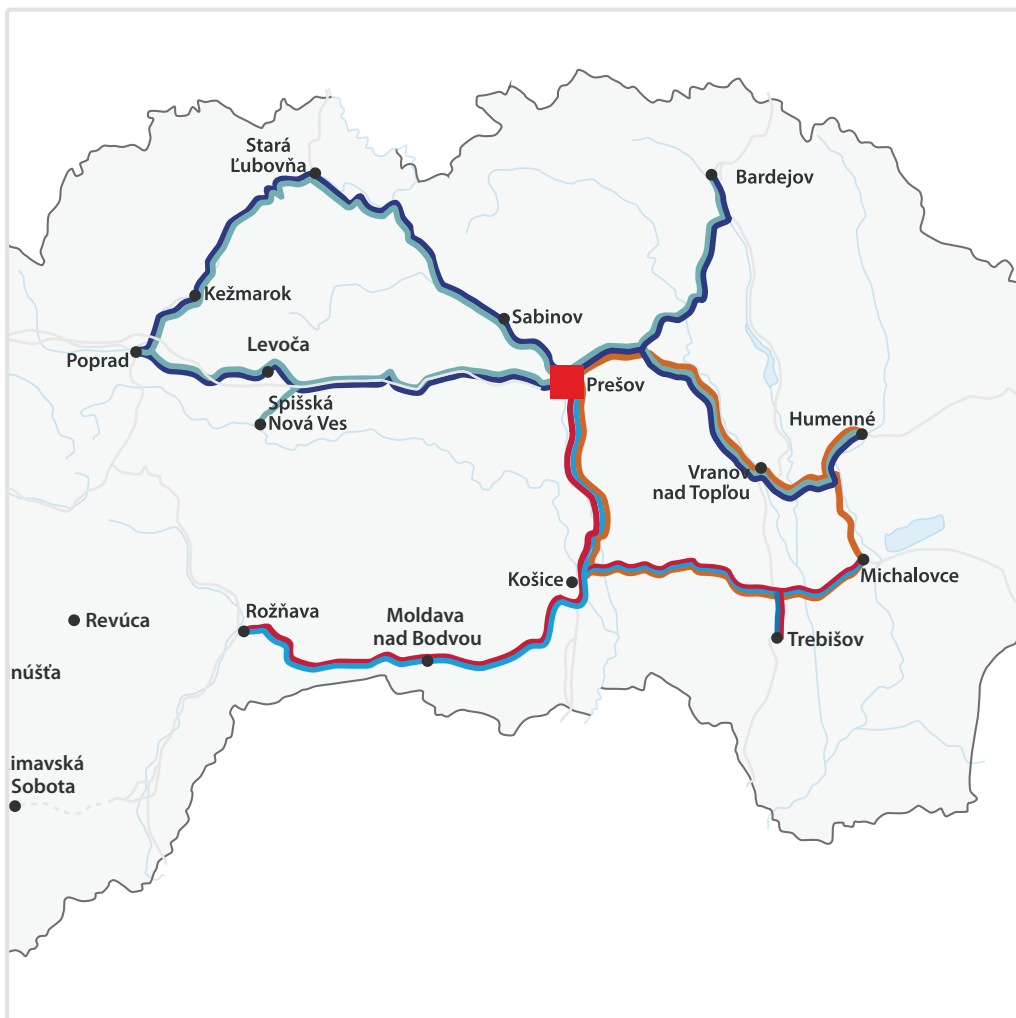 Stará
Ľubovňa
Bardejov
Kežmarok
Sabinov
Levoča
Poprad
Prešov
Spišská
Nová Ves
Humenné
Vranov
nad Topľou
Košice
Michalovce
Rožňava
Moldava
nad Bodvou
Revúca
Trebišov
núšťa
imavská
Sobota